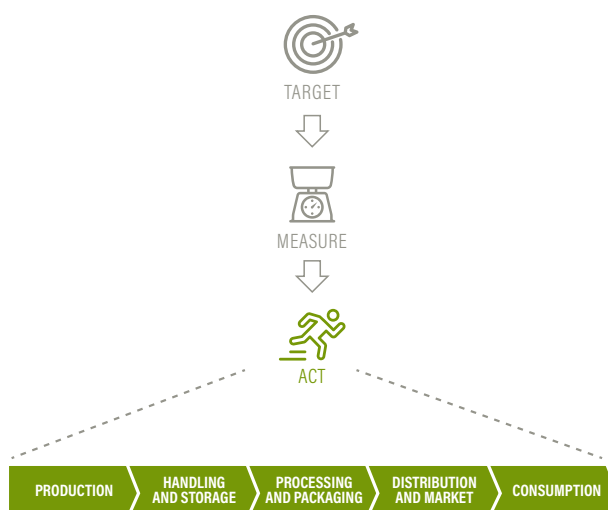 TARGET
MEASURE
ACT
PRODUCTION
HANDLING
AND STORAGE
PROCESSING
AND PACKAGING
DISTRIBUTION
AND MARKET
CONSUMPTION